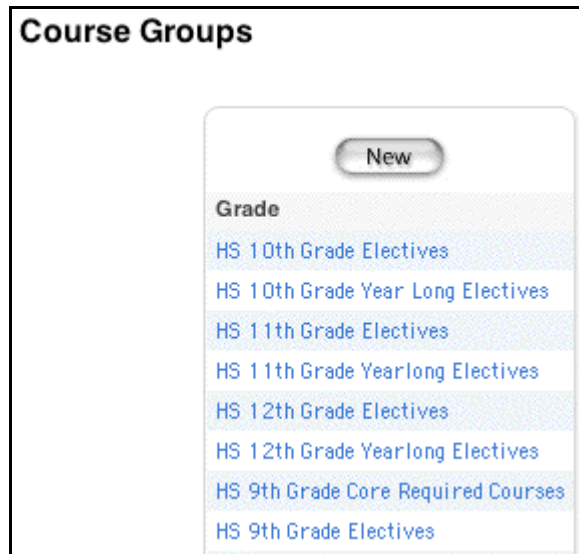 Course Groups
New
Grade
HS 10th Grade Electives
HS 10th Grade Year Long Electives
HS 11th Grade Electives
HS 11th Grade Yearlong Electives
HS 12th Grade Electives
HS 12th Grade Yearlong Electives
HS 9th Grade Core Required Courses
HS 9th Grade Electives